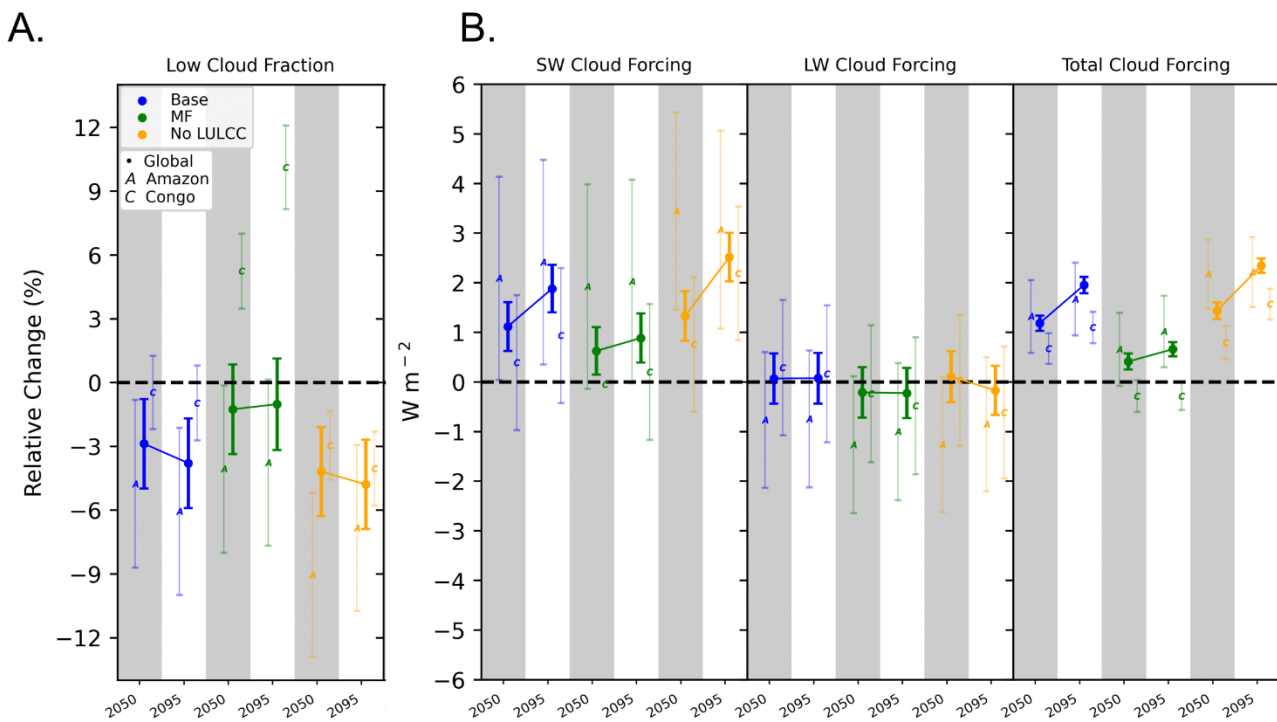 A.
B.
Low Cloud Fraction
SW Cloud Forcing
LW Cloud Forcing
Total Cloud Forcing
Base
MF
No LULCC
Global
A Amazon
C Congo
Relative Change (%)
12
9
6
3
0
−3
−6
−9
−12
A
C
A
C
A
C
A
C
A
C
A
C
2050
2095
2050
2095
2050
2095
W m−2
6
5
4
3
2
1
0
−1
−2
−3
−4
−5
−6
A
C
A
C
A
C
A
C
A
C
A
C
2050
2095
2050
2095
2050
2095
A
C
A
C
A
C
A
C
A
C
A
C
2050
2095
2050
2095
2050
2095
A
C
A
C
A
C
A
C
A
C
A
C
2050
2095
2050
2095
2050
2095